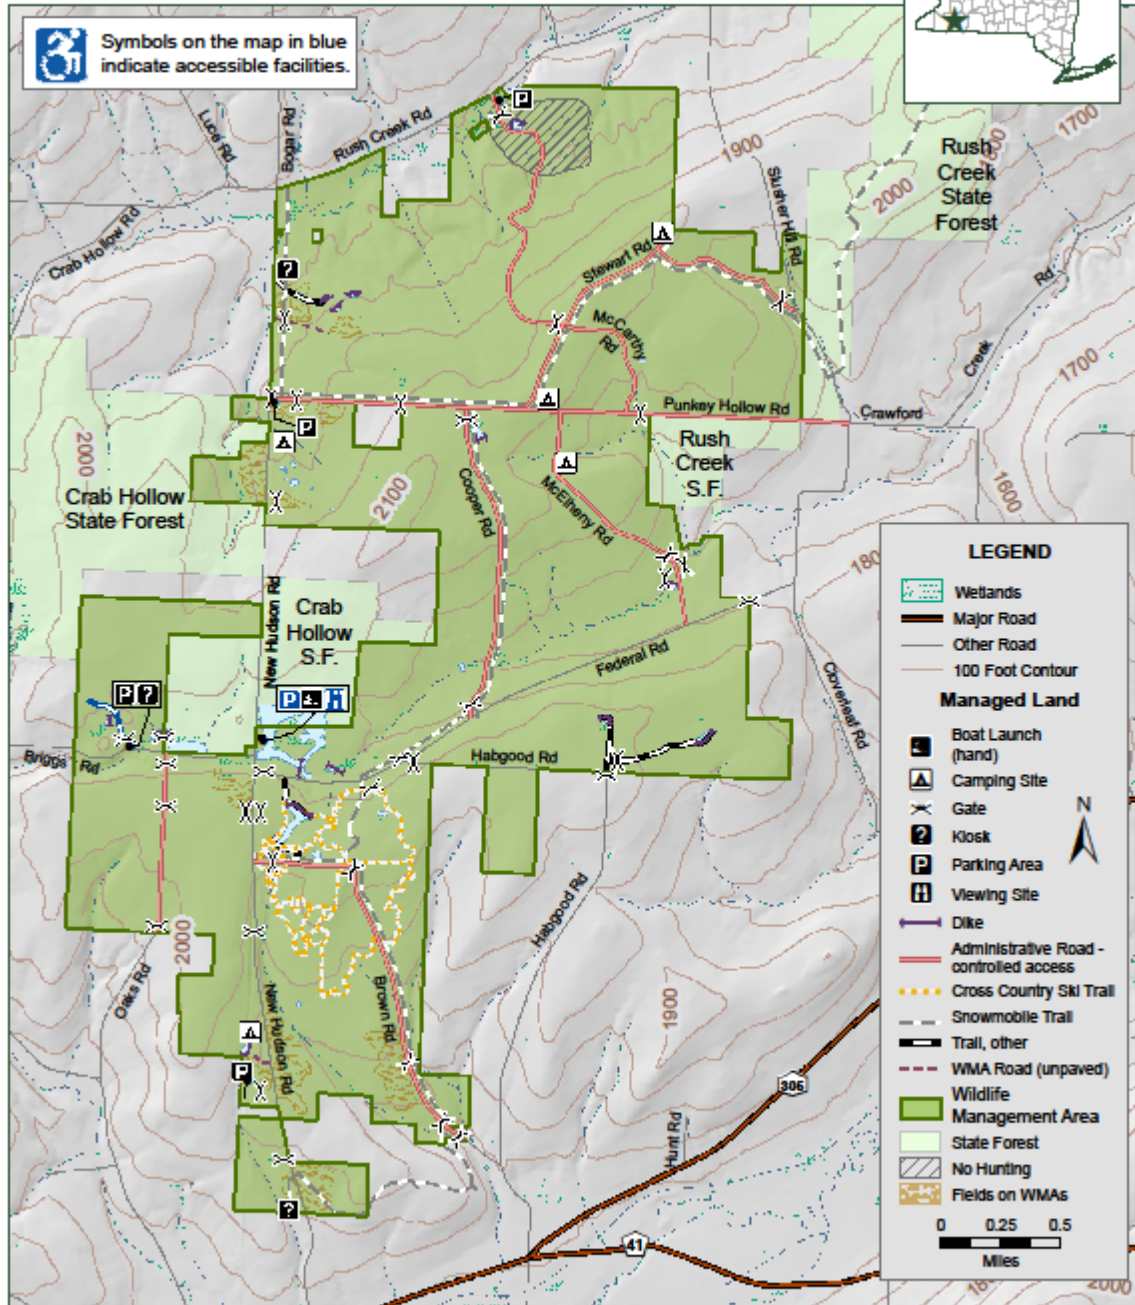 Symbols on the map in blue
indicate accessible facilities.
Luce Rd
Bogar Rd
Rush Creek Rd
P
1900
1700
1800
2000
Rush
Creek
State
Forest
Slusher Hill Rd
Crab Hollow Rd
Stewart Rd
?
McCarthy
Rd
Creek
Rd
1700
Punkey Hollow Rd
Crawford
P
2000
Rush
Creek
S.F.
Crab Hollow
State Forest
2100
Cooper Rd
McElheny Rd
1600
New Hudson Rd
Crab
Hollow
S.F.
Federal Rd
Cloverleaf Rd
P ?
P
Briggs Rd
Habgood Rd
Habgood Rd
2000
Oaks Rd
New Hudson Rd
Brown Rd
1900
P
Hunt Rd
305
?
41
LEGEND
Wetlands
Major Road
Other Road
100 Foot Contour
Managed Land
Boat Launch
(hand)
Camping Site
Gate
? Kiosk
P Parking Area
Viewing Site
Dike
Administrative Road -
controlled access
Cross Country Ski Trail
Snowmobile Trail
Trail, other
WMA Road (unpaved)
Wildlife
Management Area
State Forest
No Hunting
Fields on WMAs
N
0 0.25 0.5
Miles
2000